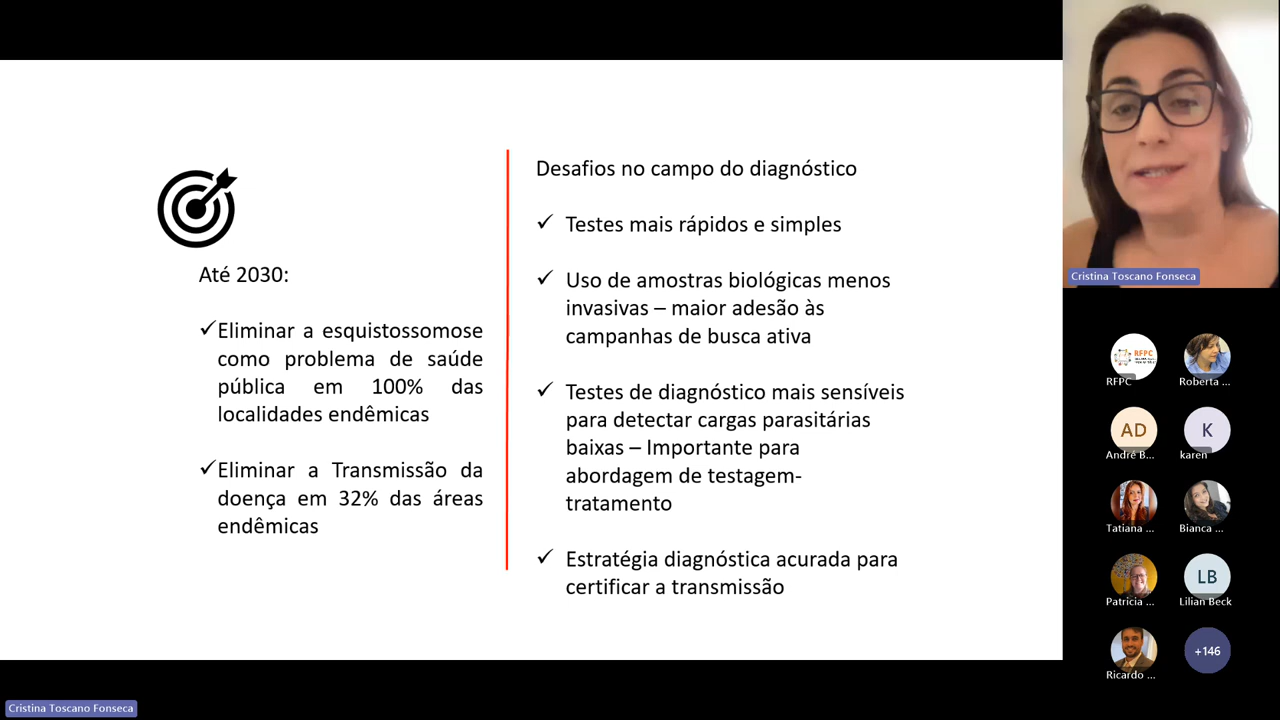 Até 2030:
✓Eliminar a esquistossomose
como problema de saúde
pública em 100% das
localidades endêmicas
✓Eliminar a Transmissão da
doença em 32% das áreas
endêmicas
Desafios no campo do diagnóstico
✓ Testes mais rápidos e simples
✓ Uso de amostras biológicas menos
invasivas – maior adesão às
campanhas de busca ativa
✓ Testes de diagnóstico mais sensíveis
para detectar cargas parasitárias
baixas – Importante para
abordagem de testagem-
tratamento
✓ Estratégia diagnóstica acurada para
certificar a transmissão
Cristina Toscano Fonseca
RFPC
RFPC
Roberta ...
AD
André B...
K
karen
Tatiana ...
Bianca ...
Patricia ...
LB
Lilian Beck
Ricardo ...
+146
Cristina Toscano Fonseca